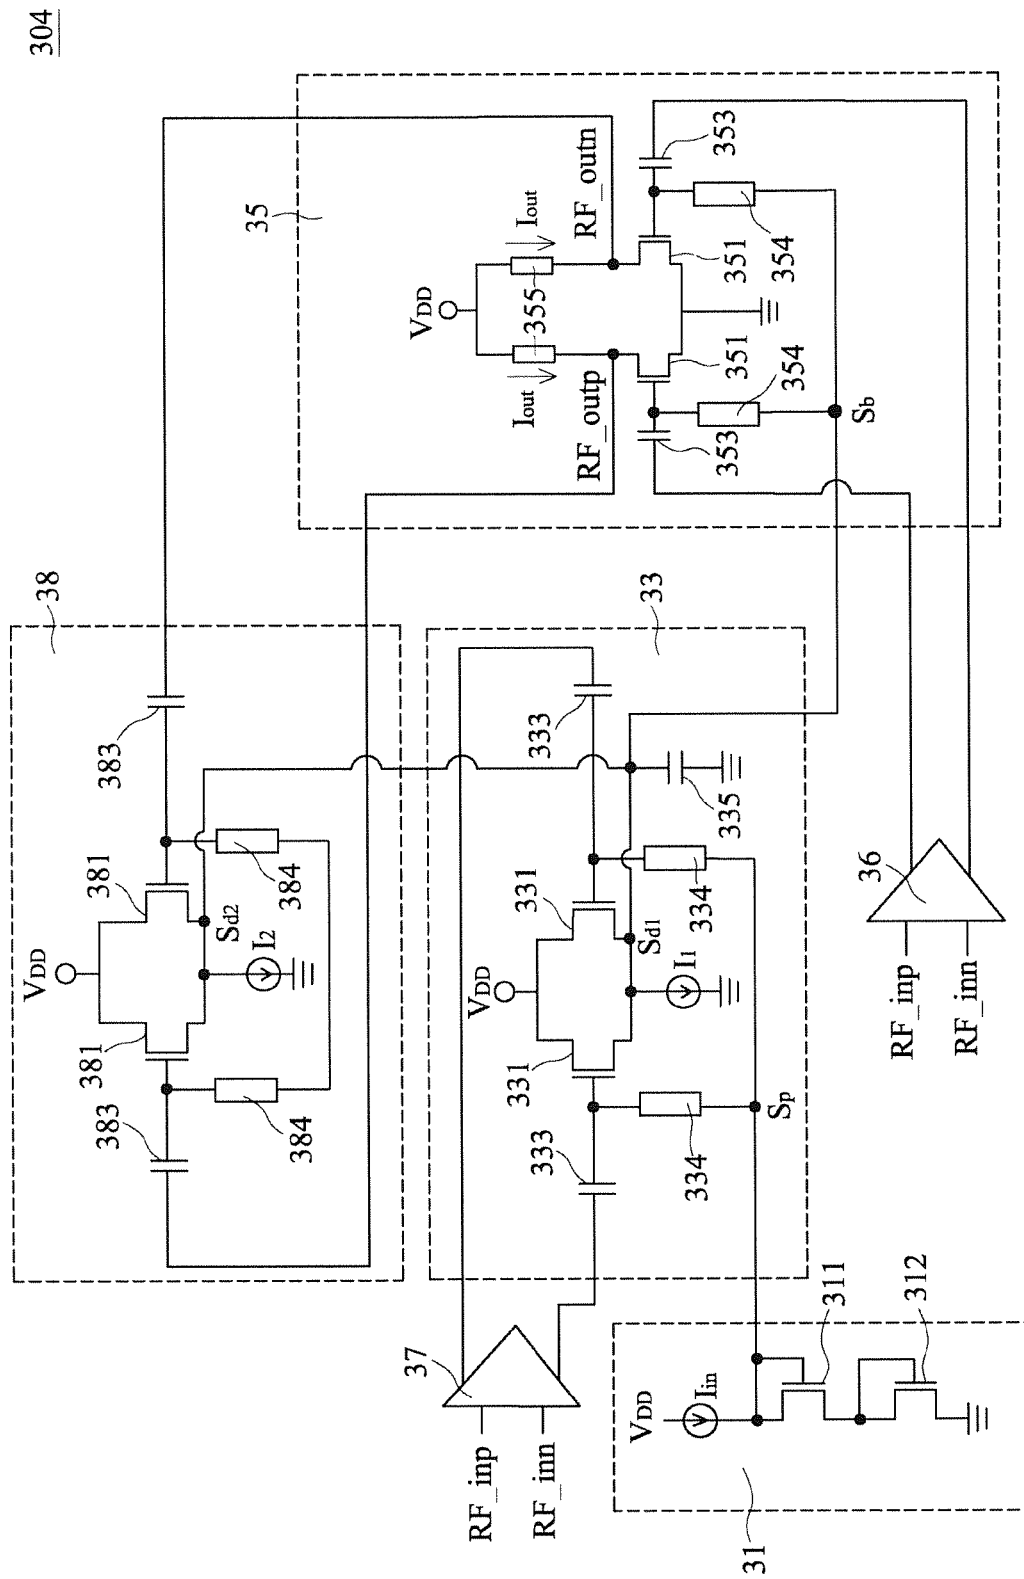 304
38
VDD
381
381
383
383
Sd2
I2
384
384
35
VDD
Iout
Iout
355
RF_outp
RF_outn
353
353
351
351
354
354
Sb
33
VDD
331
331
333
333
Sd1
I1
334
334
335
Sp
37
RF_inp
RF_inn
36
RF_inp
RF_inn
31
VDD
Iin
311
312